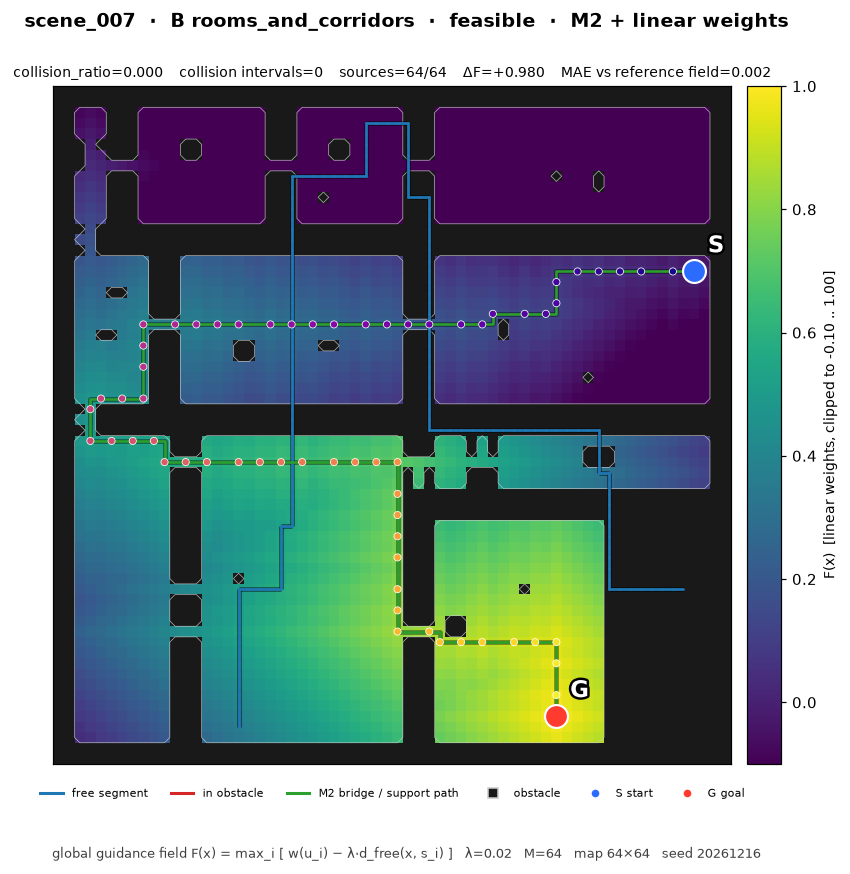 scene_007 · B rooms_and_corridors · feasible · M2 + linear weights
collision_ratio=0.000 collision intervals=0 sources=64/64 ΔF=+0.980 MAE vs reference field=0.002
S
G
1.0
0.8
0.6
0.4
0.2
0.0
F(x) [linear weights, clipped to -0.10 .. 1.00]
free segment
in obstacle
M2 bridge / support path
obstacle
S start
G goal
global guidance field F(x) = max_i [ w(u_i) − λ·d_free(x, s_i) ] λ=0.02 M=64 map 64×64 seed 20261216